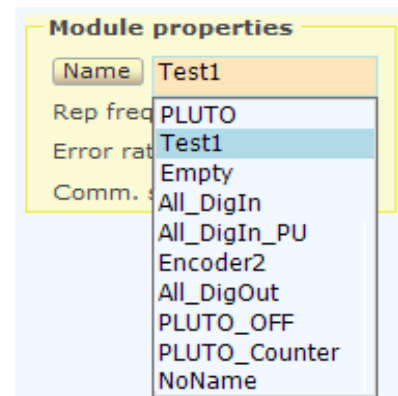 Module properties
Name Test1
Rep freq
Error rat
Comm.
PLUTO
Test1
Empty
All_DigIn
All_DigIn_PU
Encoder2
All_DigOut
PLUTO_OFF
PLUTO_Counter
NoName